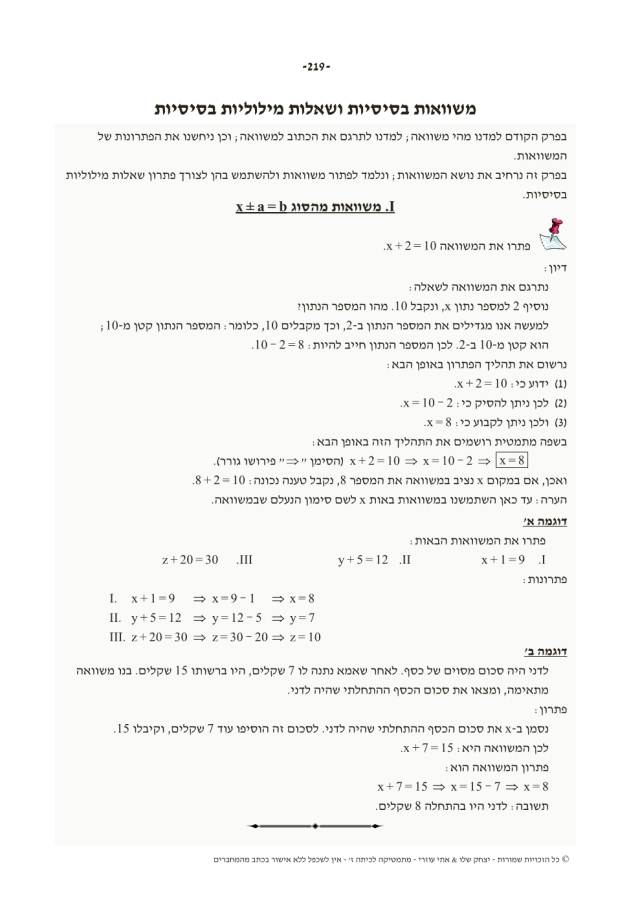 -219-
משוואות בסיסיות ושאלות מילוליות בסיסיות
בפרק הקודם למדנו מהי משוואה; למדנו לתרגם את הכתוב למשוואה; וכן ניחשנו את הפתרונות של
המשוואות.
בפרק זה נרחיב את נושא המשוואות; ונלמד לפתור משוואות ולהשתמש בהן לצורך פתרון שאלות מילוליות
בסיסיות.
I. משוואות מהסוג x ± a = b
פתרו את המשוואה x + 2 = 10.
דיון:
נתרגם את המשוואה לשאלה:
נוסיף 2 למספר נתון x, ונקבל 10. מהו המספר הנתון?
למעשה אנו מגדילים את המספר הנתון ב-2, וכך מקבלים 10, כלומר: המספר הנתון קטן מ-10;
הוא קטן מ-10 ב-2. לכן המספר הנתון חייב להיות: 10 − 2 = 8.
נרשום את תהליך הפתרון באופן הבא:
(1) ידוע כי: x + 2 = 10.
(2) לכן ניתן להסיק כי: x = 10 − 2.
(3) ולכן ניתן לקבוע כי: x = 8.
בשפה מתמטית רושמים את התהליך הזה באופן הבא:
x + 2 = 10 ⇒ x = 10 − 2 ⇒ x = 8 (הסימן "⇒" פירושו גורר).
ואכן, אם במקום x נציב במשוואה את המספר 8, נקבל טענה נכונה: 8 + 2 = 10.
הערה: עד כאן השתמשנו במשוואות באות x לשם סימון הנעלם שבמשוואה.
דוגמה א'
פתרו את המשוואות הבאות:
I. x + 1 = 9 II. y + 5 = 12 III. z + 20 = 30
פתרונות:
I. x + 1 = 9 ⇒ x = 9 − 1 ⇒ x = 8
II. y + 5 = 12 ⇒ y = 12 − 5 ⇒ y = 7
III. z + 20 = 30 ⇒ z = 30 − 20 ⇒ z = 10
דוגמה ב'
לדני היה סכום מסוים של כסף. לאחר שאמא נתנה לו 7 שקלים, היו ברשותו 15 שקלים. בנו משוואה
מתאימה, ומצאו את סכום הכסף ההתחלתי שהיה לדני.
פתרון:
נסמן ב-x את סכום הכסף ההתחלתי שהיה לדני. לסכום זה הוסיפו עוד 7 שקלים, וקיבלו 15.
לכן המשוואה היא: x + 7 = 15.
פתרון המשוואה הוא:
x + 7 = 15 ⇒ x = 15 − 7 ⇒ x = 8
תשובה: לדני היו בהתחלה 8 שקלים.
© כל הזכויות שמורות - יצחק שלו & אתי עוזרי - מתמטיקה לכיתה ז' - אין לשכפל ללא אישור בכתב מהמחברים